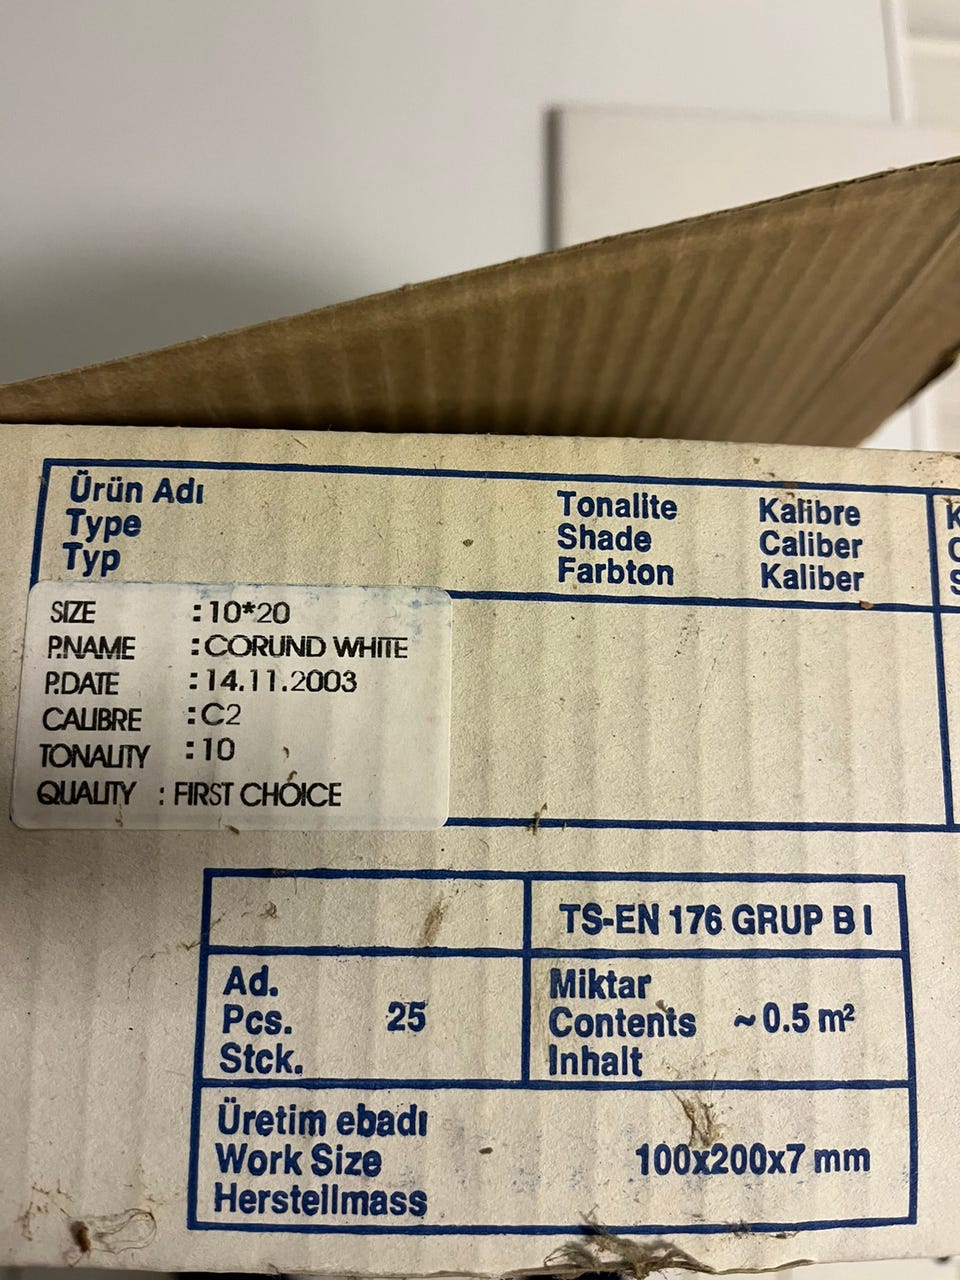 Ürün Adı
Type
Typ
Tonalite
Shade
Farbton
Kalibre
Caliber
Kaliber
SIZE : 10*20
P.NAME : CORUND WHITE
P.DATE : 14.11.2003
CALIBRE : C2
TONALITY : 10
QUALITY : FIRST CHOICE
TS-EN 176 GRUP B I
Ad.
Pcs. 25
Stck.
Miktar
Contents ~ 0.5 m²
Inhalt
Üretim ebadı
Work Size 100x200x7 mm
Herstellmass